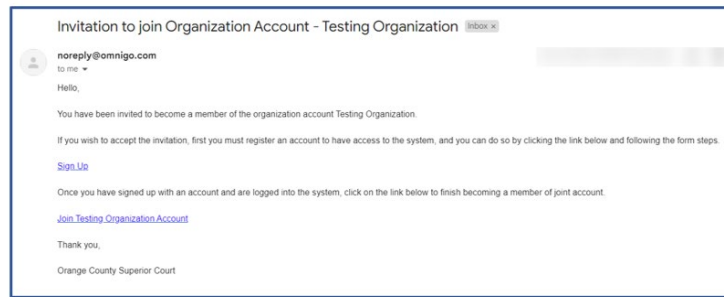 Invitation to join Organization Account - Testing Organization Inbox x
noreply@omnigo.com
to me
Hello,
You have been invited to become a member of the organization account Testing Organization.
If you wish to accept the invitation, first you must register an account to have access to the system, and you can do so by clicking the link below and following the form steps.
Sign Up
Once you have signed up with an account and are logged into the system, click on the link below to finish becoming a member of joint account.
Join Testing Organization Account
Thank you,
Orange County Superior Court